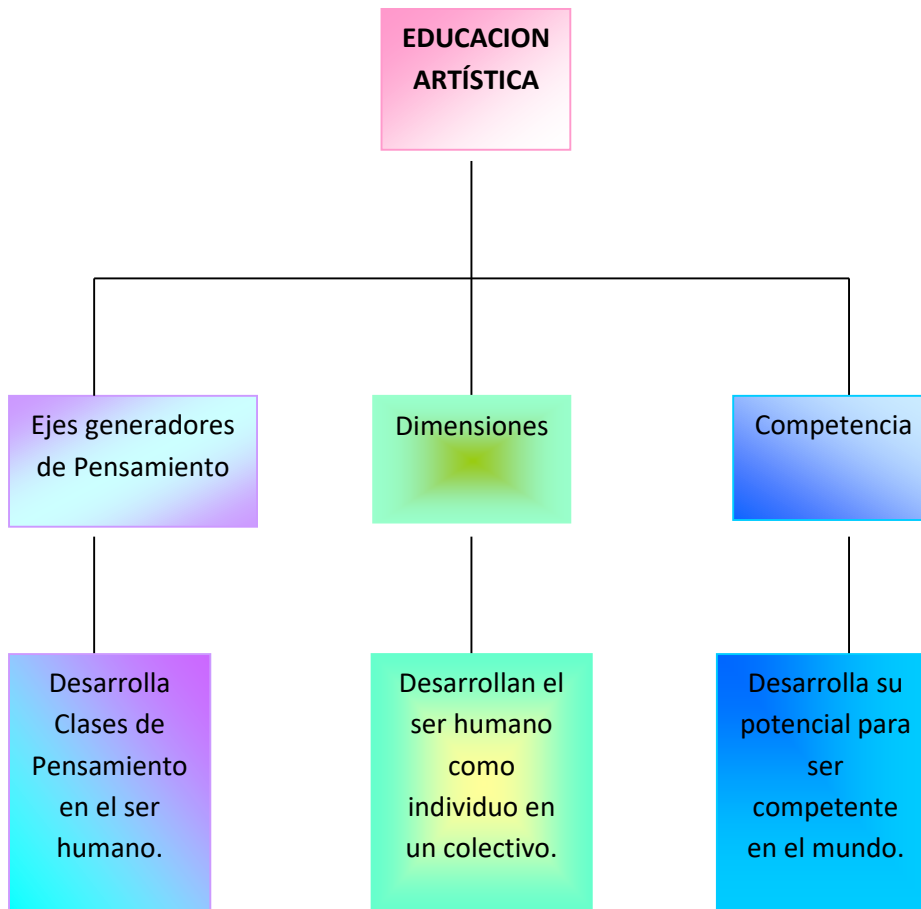 EDUCACION
ARTÍSTICA
Ejes generadores
de Pensamiento
Dimensiones
Competencia
Desarrolla
Clases de
Pensamiento
en el ser
humano.
Desarrollan el
ser humano
como
individuo en
un colectivo.
Desarrolla su
potencial para
ser
competente
en el mundo.